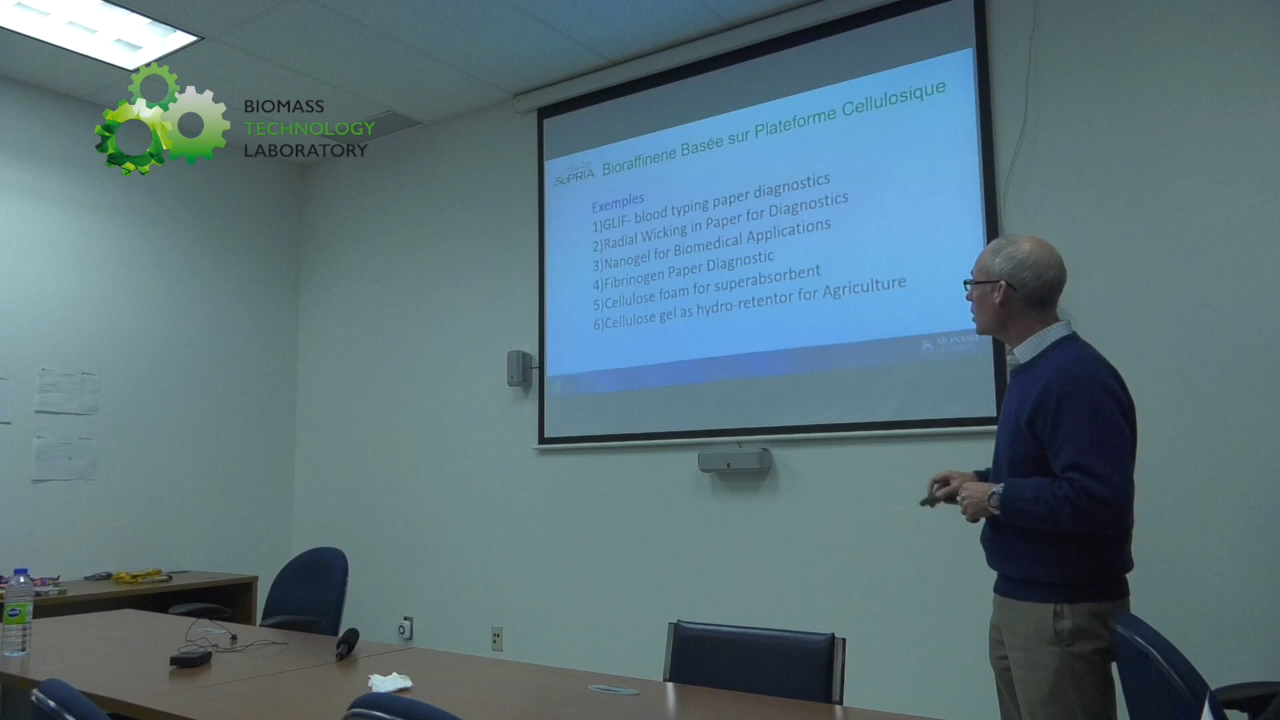 BIOMASS
TECHNOLOGY
LABORATORY
BioPRIA Bioraffinerie Basée sur Plateforme Cellulosique
Exemples
1)GLIF- blood typing paper diagnostics
2)Radial Wicking in Paper for Diagnostics
3)Nanogel for Biomedical Applications
4)Fibrinogen Paper Diagnostic
5)Cellulose foam for superabsorbent
6)Cellulose gel as hydro-retentor for Agriculture
MONASH